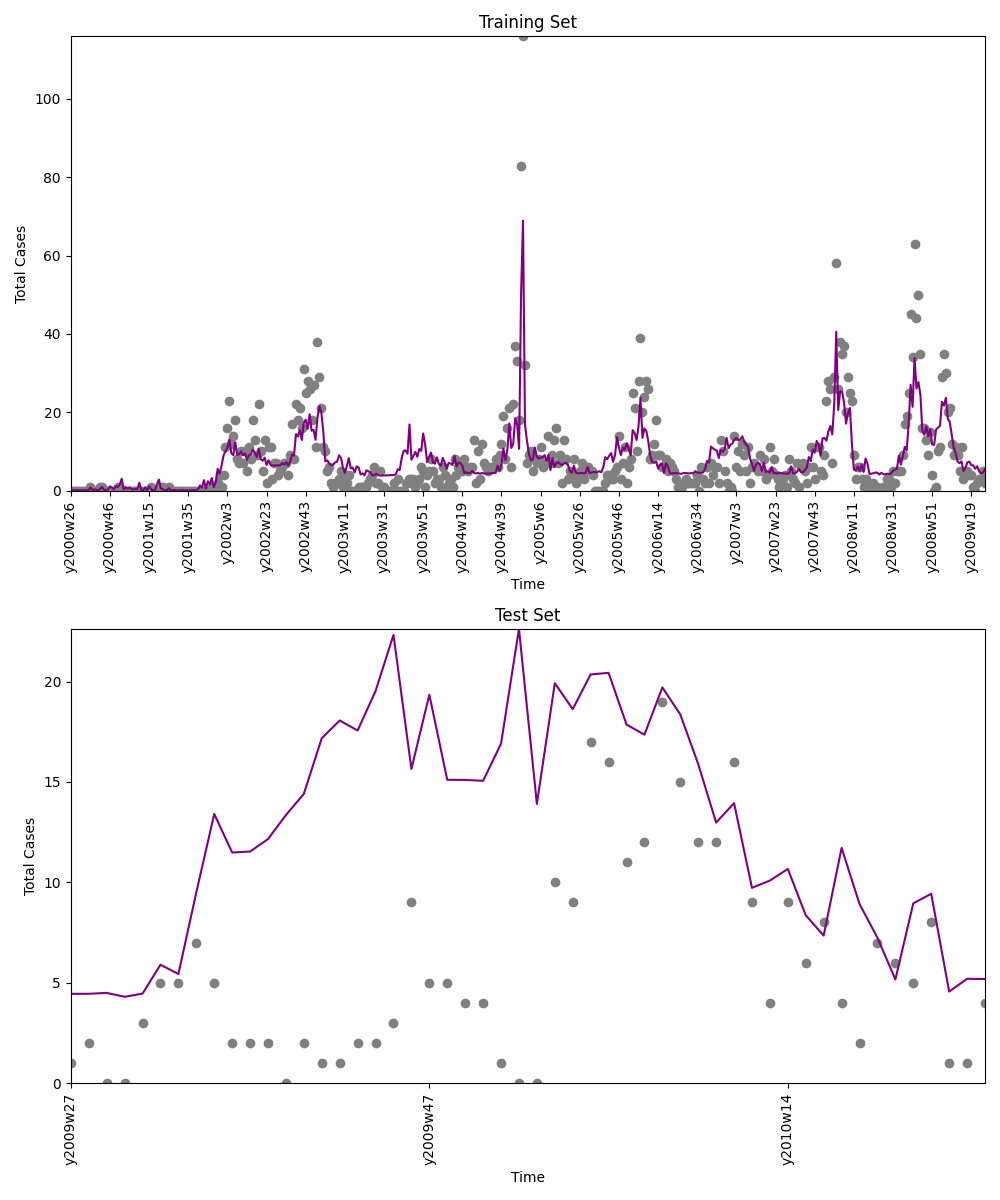 Training Set
Total Cases
100
80
60
40
20
0
y2000w26
y2000w46
y2001w15
y2001w35
y2002w3
y2002w23
y2002w43
y2003w11
y2003w31
y2003w51
y2004w19
y2004w39
y2005w6
y2005w26
y2005w46
y2006w14
y2006w34
y2007w3
y2007w23
y2007w43
y2008w11
y2008w31
y2008w51
y2009w19
Time
Test Set
Total Cases
20
15
10
5
0
y2009w27
y2009w47
y2010w14
Time